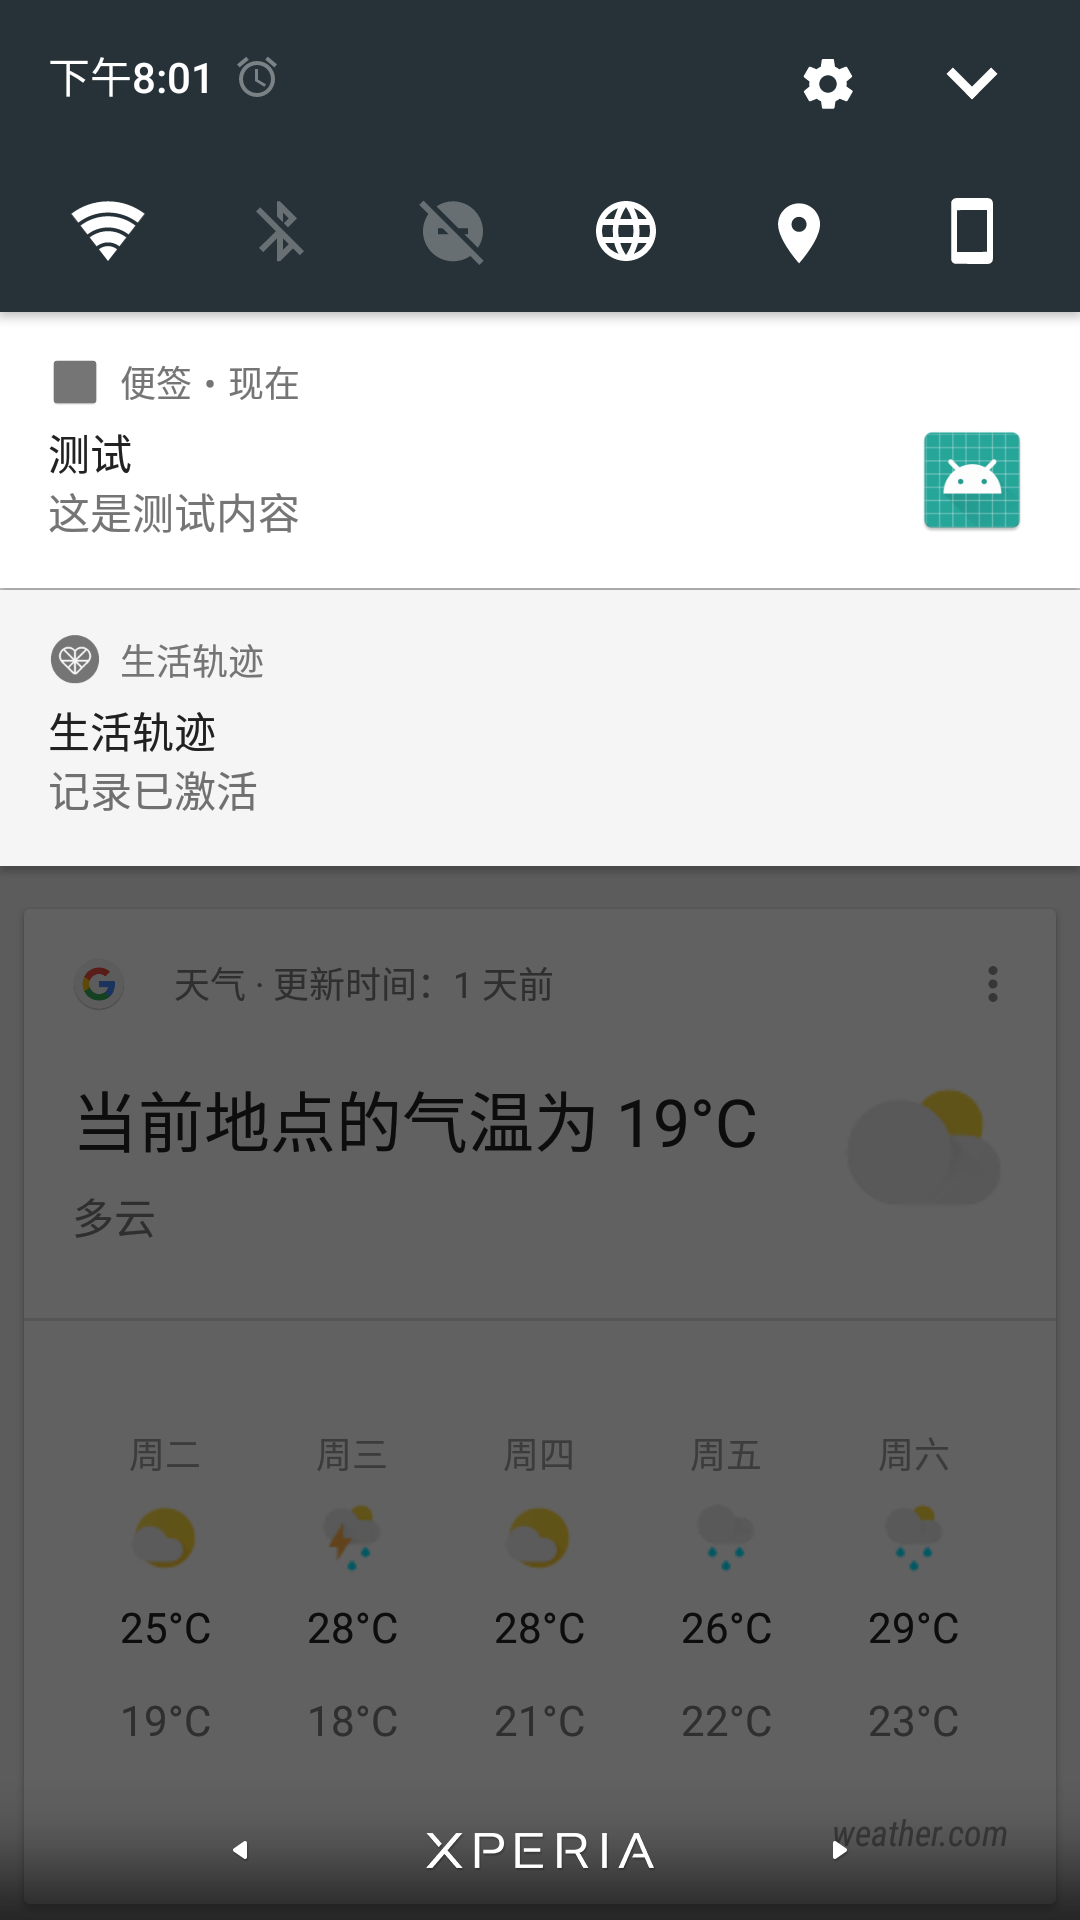 下午8:01
便签 • 现在
测试
这是测试内容
生活轨迹
生活轨迹
记录已激活
天气 · 更新时间：1 天前
当前地点的气温为 19°C
多云
周二 周三 周四 周五 周六
25°C 28°C 28°C 26°C 29°C
19°C 18°C 21°C 22°C 23°C
weather.com
XPERIA